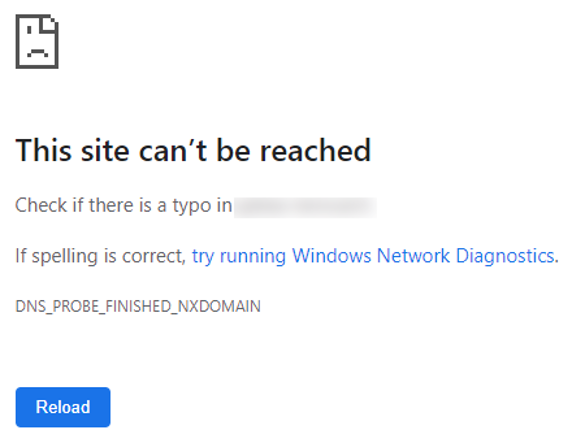 This site can’t be reached
Check if there is a typo in
If spelling is correct, try running Windows Network Diagnostics.
DNS_PROBE_FINISHED_NXDOMAIN
Reload